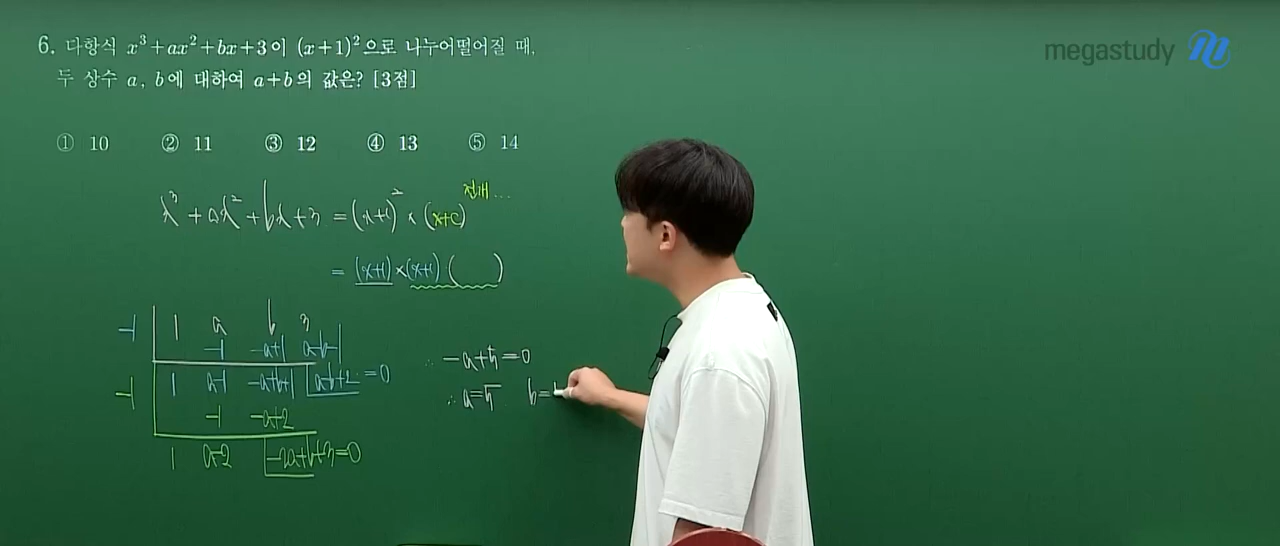 6. 다항식 x³+ax²+bx+3이 (x+1)²으로 나누어떨어질 때,
두 상수 a, b에 대하여 a+b의 값은? [3점]
megastudy
① 10 ② 11 ③ 12 ④ 13 ⑤ 14
전개...
x³+ax²+bx+3 = (x+1)² × (x+c)
= (x+1)×(x+1)( )
-1 1 a b 3
-1 -a+1 a-b-1
-1 1 a-1 -a+b+1 a-b+2 =0
-1 -a+2
1 a-2 -2a+b+3=0
∴ -a+5=0
∴ a=5 b=